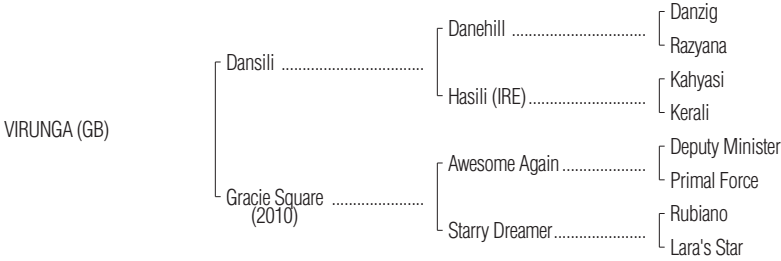 Danzig
Danehill ................................
Razyana
Dansili ..................................
Kahyasi
Hasili (IRE)............................
Kerali
VIRUNGA (GB)
Deputy Minister
Awesome Again ....................
Primal Force
Gracie Square ......................
(2010)
Rubiano
Starry Dreamer......................
Lara's Star